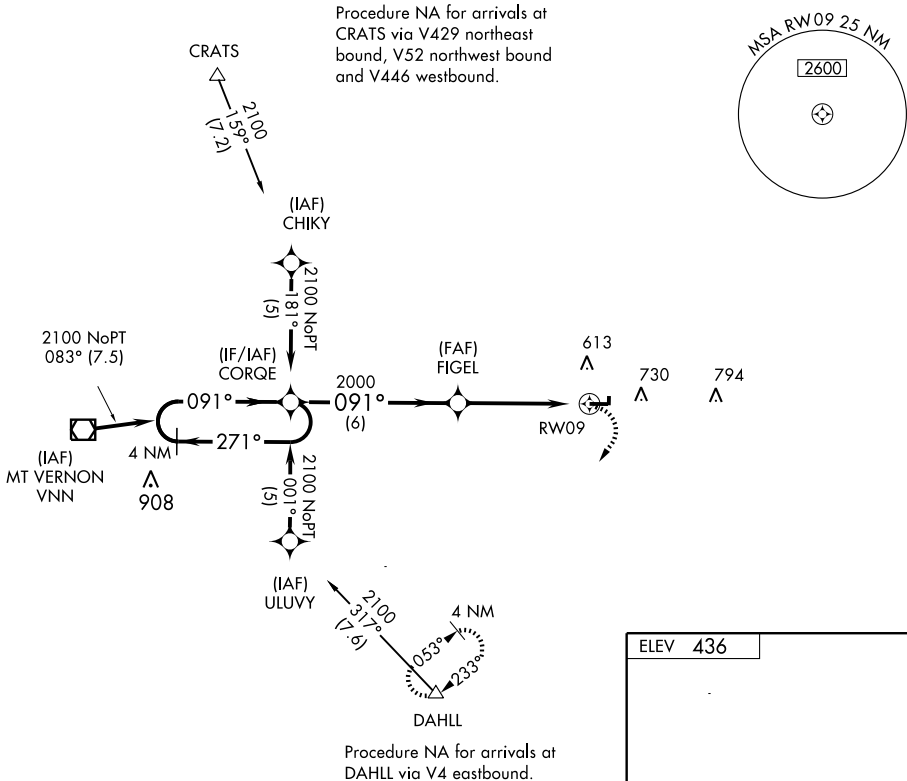 Procedure NA for arrivals at
CRATS via V429 northeast
bound, V52 northwest bound
and V446 westbound.
MSA RW09 25 NM
2600
CRATS
2100
159°
(7.2)
(IAF)
CHIKY
2100 NoPT
181°
(5)
2100 NoPT
083° (7.5)
(IF/IAF)
CORQE
(FAF)
FIGEL
613
730
794
091°
2000
091°
(6)
RW09
271°
4 NM
(IAF)
MT VERNON
VNN
908
2100 NoPT
001°
(5)
(IAF)
ULUVY
2100
317°
(7.6)
4 NM
053°
233°
DAHLL
Procedure NA for arrivals at
DAHLL via V4 eastbound.
ELEV 436